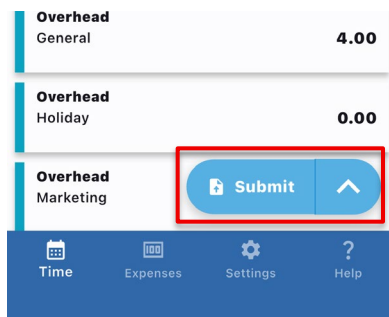 Overhead
General 4.00
Overhead
Holiday 0.00
Overhead
Marketing
Submit
Time Expenses Settings Help